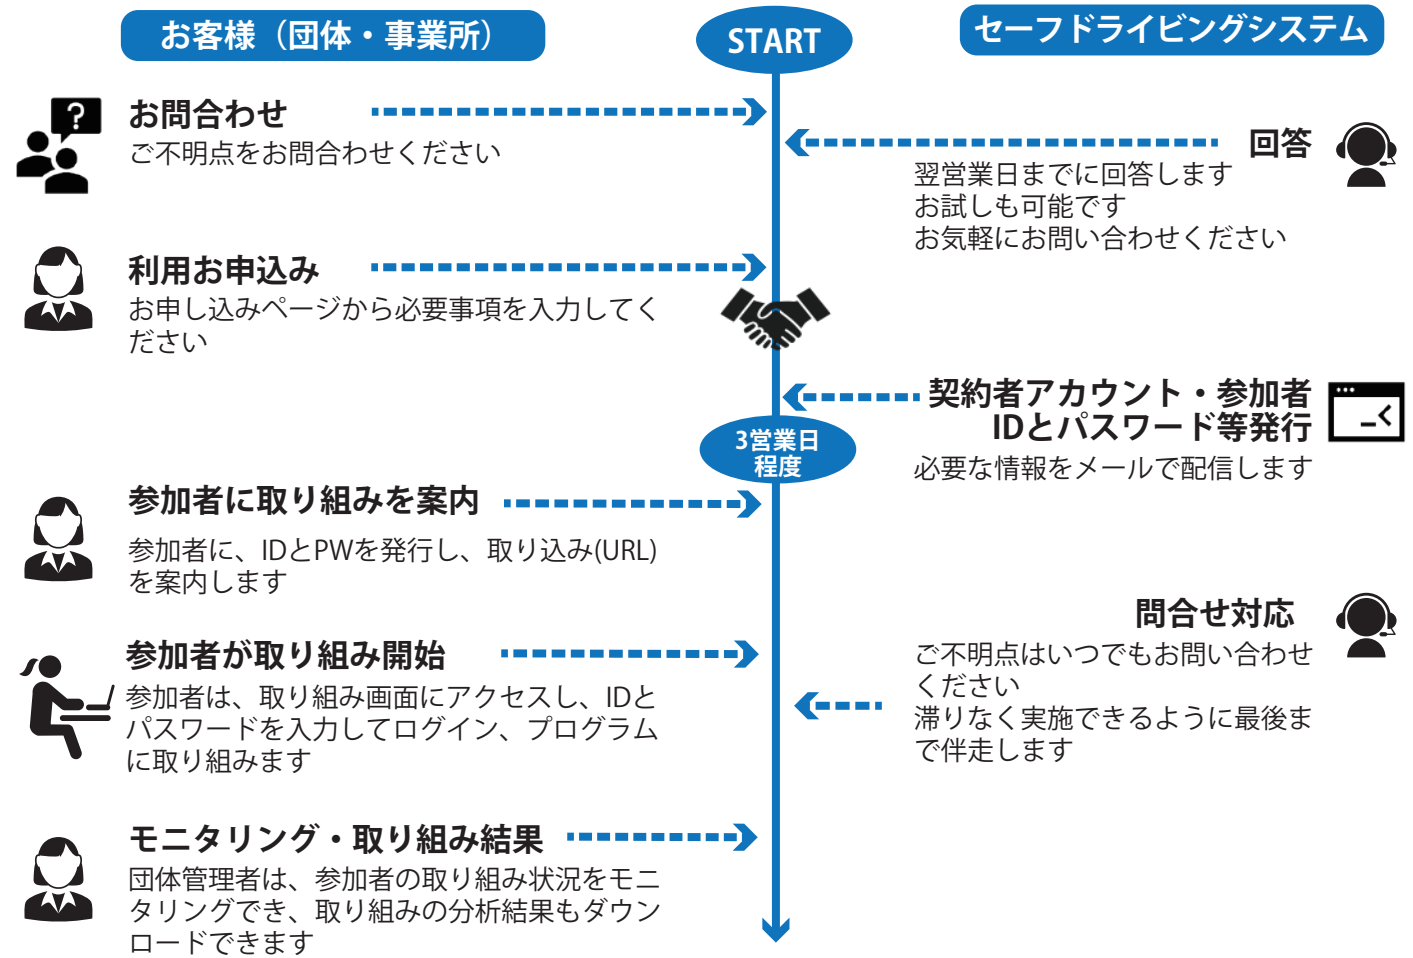 お客様（団体・事業所）
START
セーフドライビングシステム
お問合わせ
ご不明点をお問合わせください
?
回答
翌営業日までに回答します
お試しも可能です
お気軽にお問い合わせください
利用お申込み
お申し込みページから必要事項を入力してく
ださい
契約者アカウント・参加者
IDとパスワード等発行
必要な情報をメールで配信します
3営業日
程度
参加者に取り組みを案内
参加者に、IDとPWを発行し、取り込み(URL)
を案内します
問合せ対応
ご不明点はいつでもお問い合わせ
ください
滞りなく実施できるように最後ま
で伴走します
参加者が取り組み開始
参加者は、取り組み画面にアクセスし、IDと
パスワードを入力してログイン、プログラム
に取り組みます
モニタリング・取り組み結果
団体管理者は、参加者の取り組み状況をモニ
タリングでき、取り組みの分析結果もダウン
ロードできます